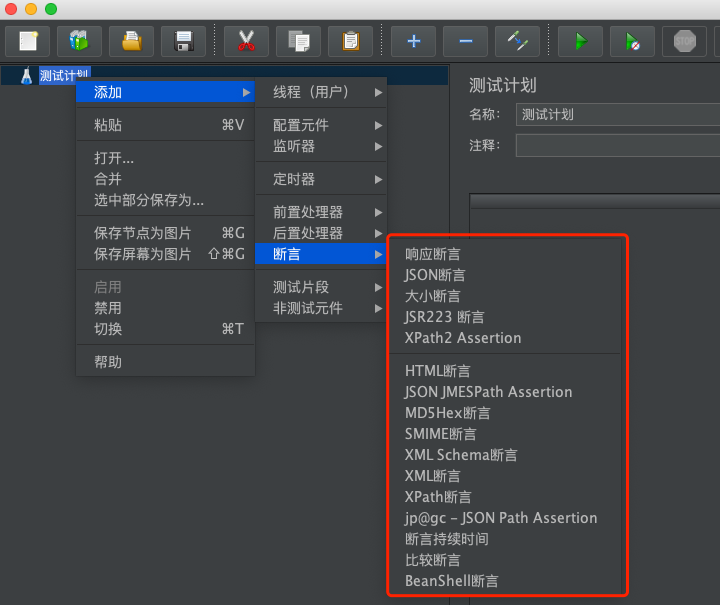 STOP
测试计划
添加
粘贴 ⌘V
打开...
合并
选中部分保存为...
保存节点为图片 ⌘G
保存屏幕为图片 ⇧⌘G
启用
禁用
切换 ⌘T
帮助
线程（用户）
配置元件
监听器
定时器
前置处理器
后置处理器
断言
测试片段
非测试元件
响应断言
JSON断言
大小断言
JSR223 断言
XPath2 Assertion
HTML断言
JSON JMESPath Assertion
MD5Hex断言
SMIME断言
XML Schema断言
XML断言
XPath断言
jp@gc - JSON Path Assertion
断言持续时间
比较断言
BeanShell断言
测试计划
名称： 测试计划
注释：